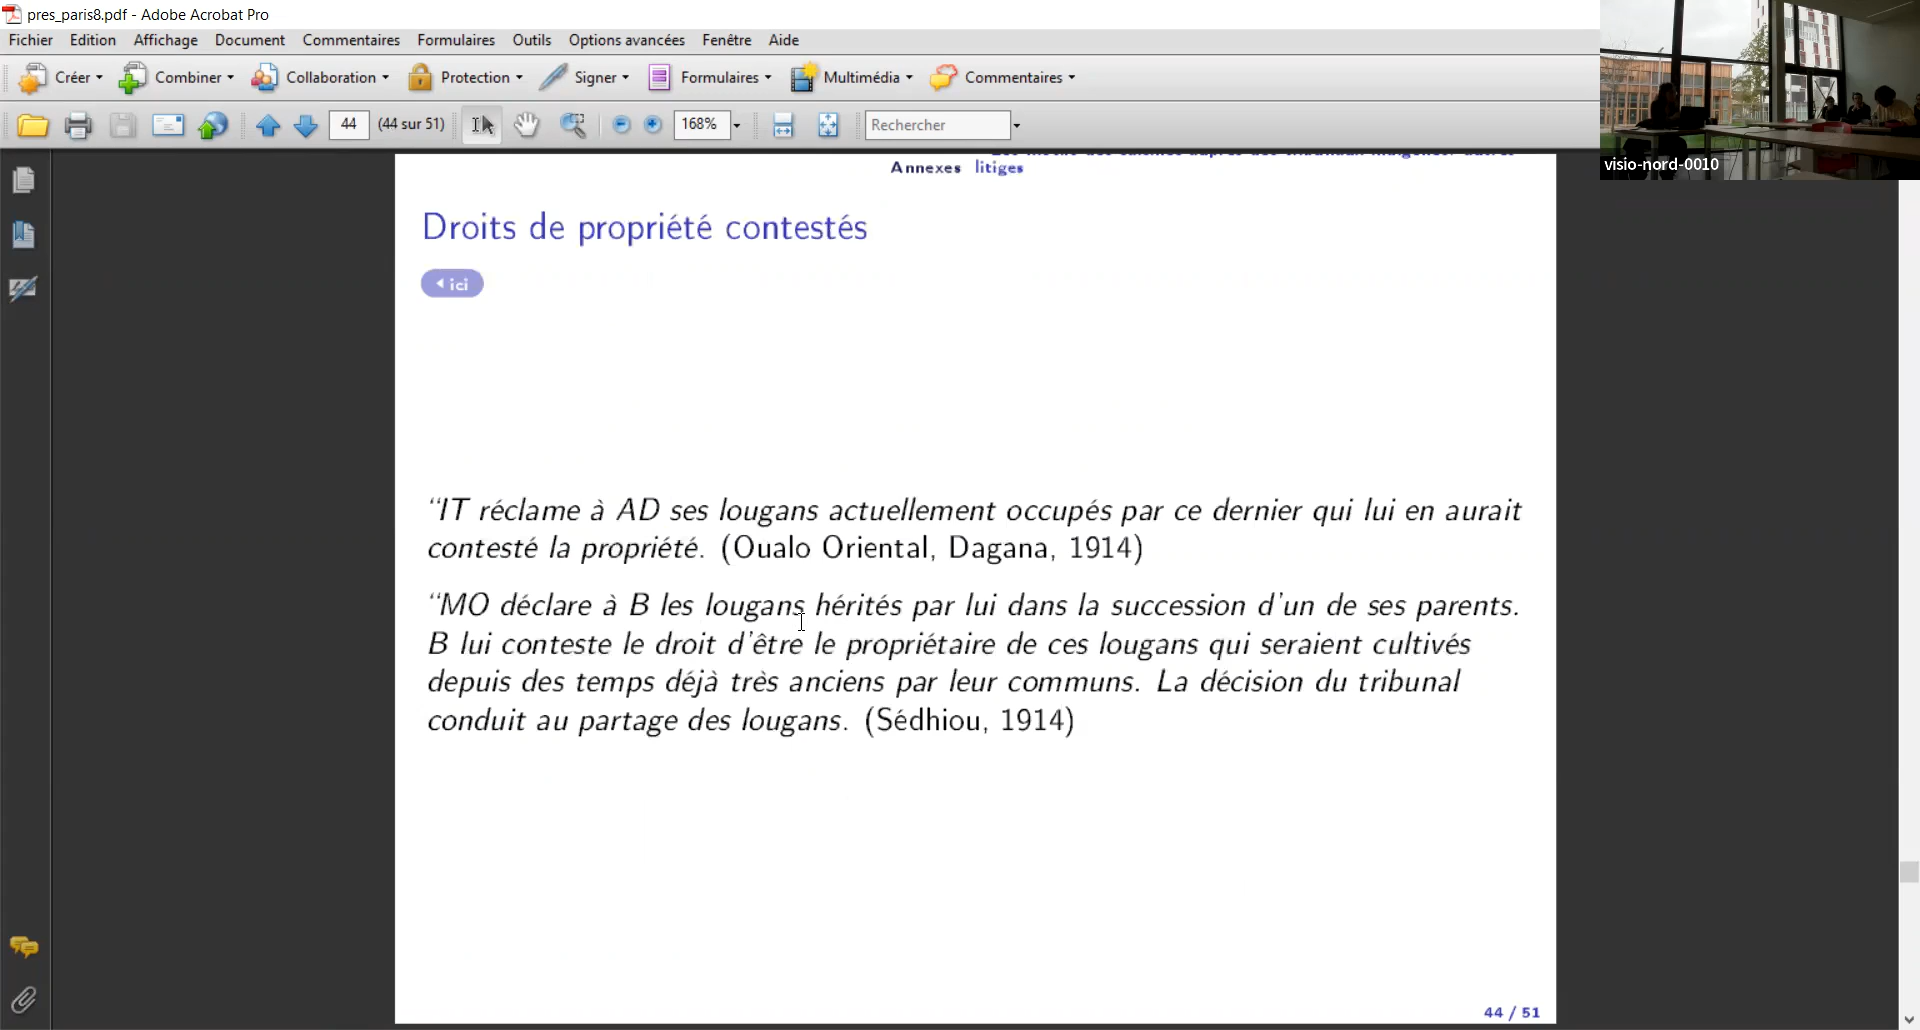 pres_paris8.pdf - Adobe Acrobat Pro
Fichier Edition Affichage Document Commentaires Formulaires Outils Options avancées Fenêtre Aide
Créer Combiner Collaboration Protection Signer Formulaires Multimédia Commentaires
44 (44 sur 51) 168% Rechercher
visio-nord-0010
Annexes litiges
Droits de propriété contestés
ici
“IT réclame à AD ses lougans actuellement occupés par ce dernier qui lui en aurait
contesté la propriété. (Oualo Oriental, Dagana, 1914)
“MO déclare à B les lougans hérités par lui dans la succession d'un de ses parents.
B lui conteste le droit d'être le propriétaire de ces lougans qui seraient cultivés
depuis des temps déjà très anciens par leur communs. La décision du tribunal
conduit au partage des lougans. (Sédhiou, 1914)
44 / 51